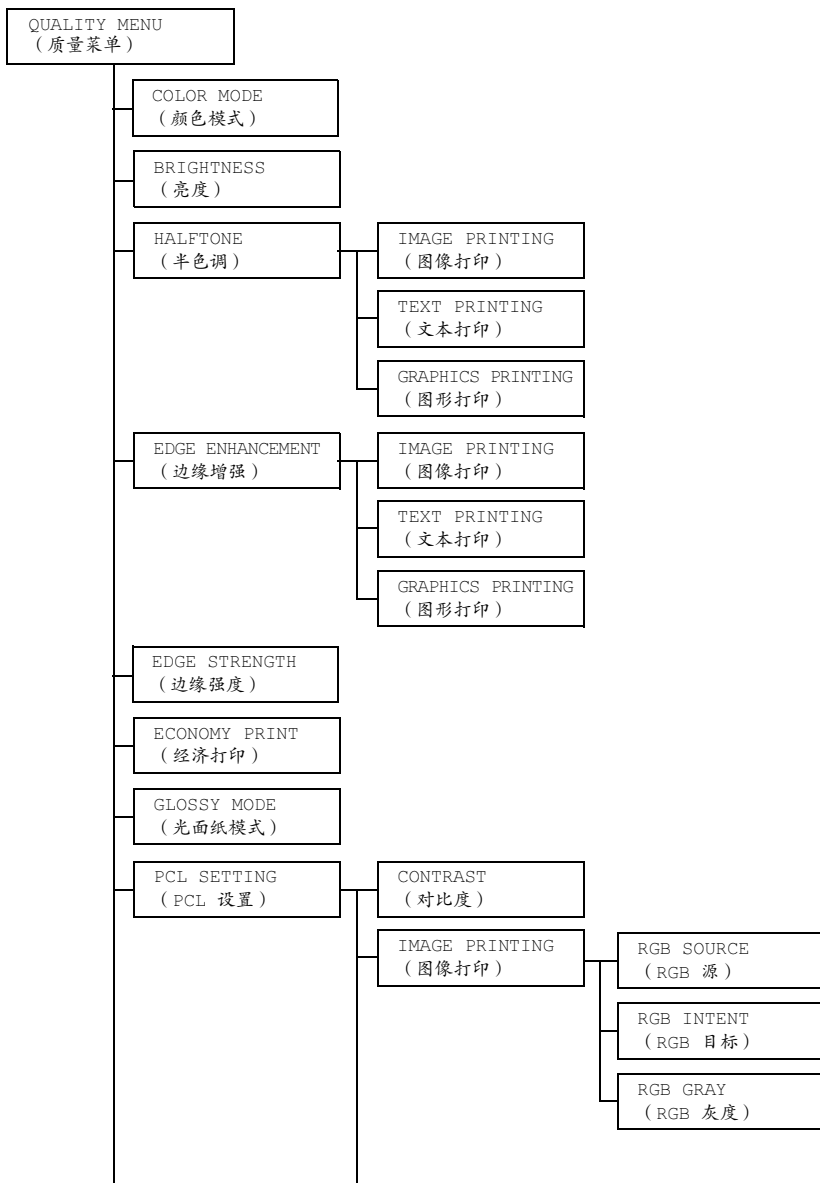 QUALITY MENU
（质量菜单）
COLOR MODE
（颜色模式）
BRIGHTNESS
（亮度）
HALFTONE
（半色调）
IMAGE PRINTING
（图像打印）
TEXT PRINTING
（文本打印）
GRAPHICS PRINTING
（图形打印）
EDGE ENHANCEMENT
（边缘增强）
IMAGE PRINTING
（图像打印）
TEXT PRINTING
（文本打印）
GRAPHICS PRINTING
（图形打印）
EDGE STRENGTH
（边缘强度）
ECONOMY PRINT
（经济打印）
GLOSSY MODE
（光面纸模式）
PCL SETTING
（PCL 设置）
CONTRAST
（对比度）
IMAGE PRINTING
（图像打印）
RGB SOURCE
（RGB 源）
RGB INTENT
（RGB 目标）
RGB GRAY
（RGB 灰度）